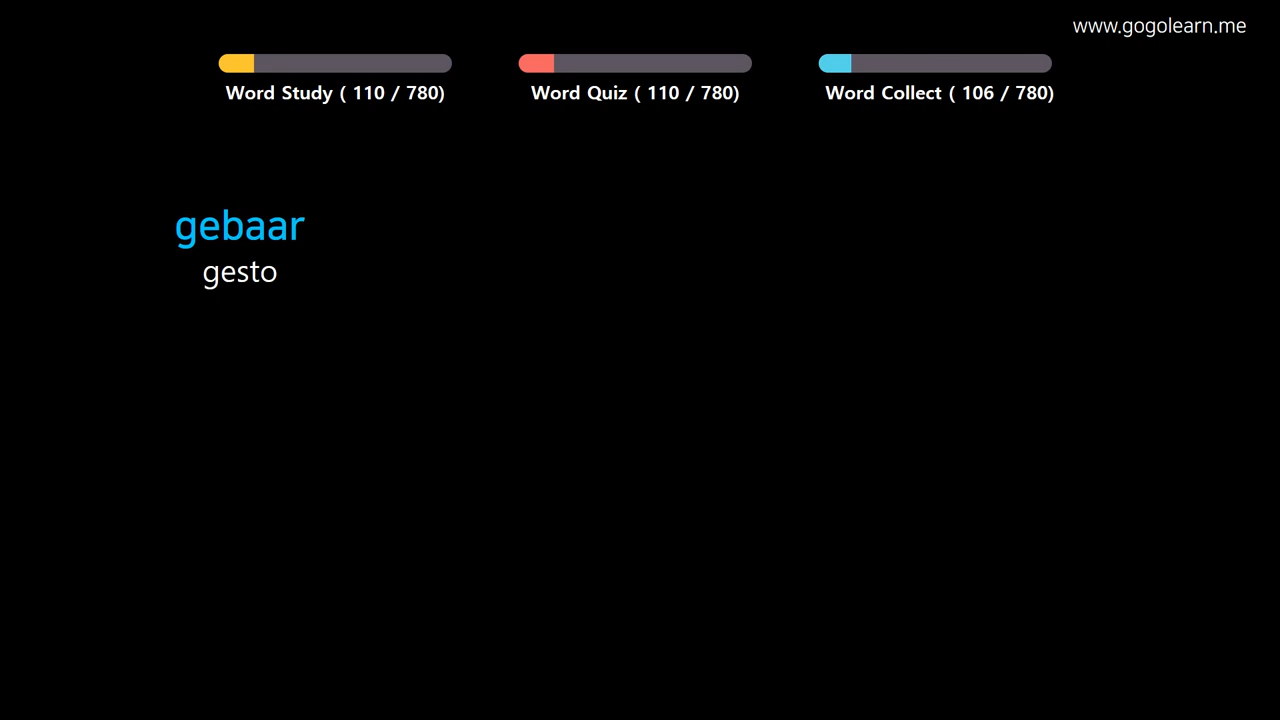 www.gogolearn.me
Word Study ( 110 / 780)
Word Quiz ( 110 / 780)
Word Collect ( 106 / 780)
gebaar
gesto